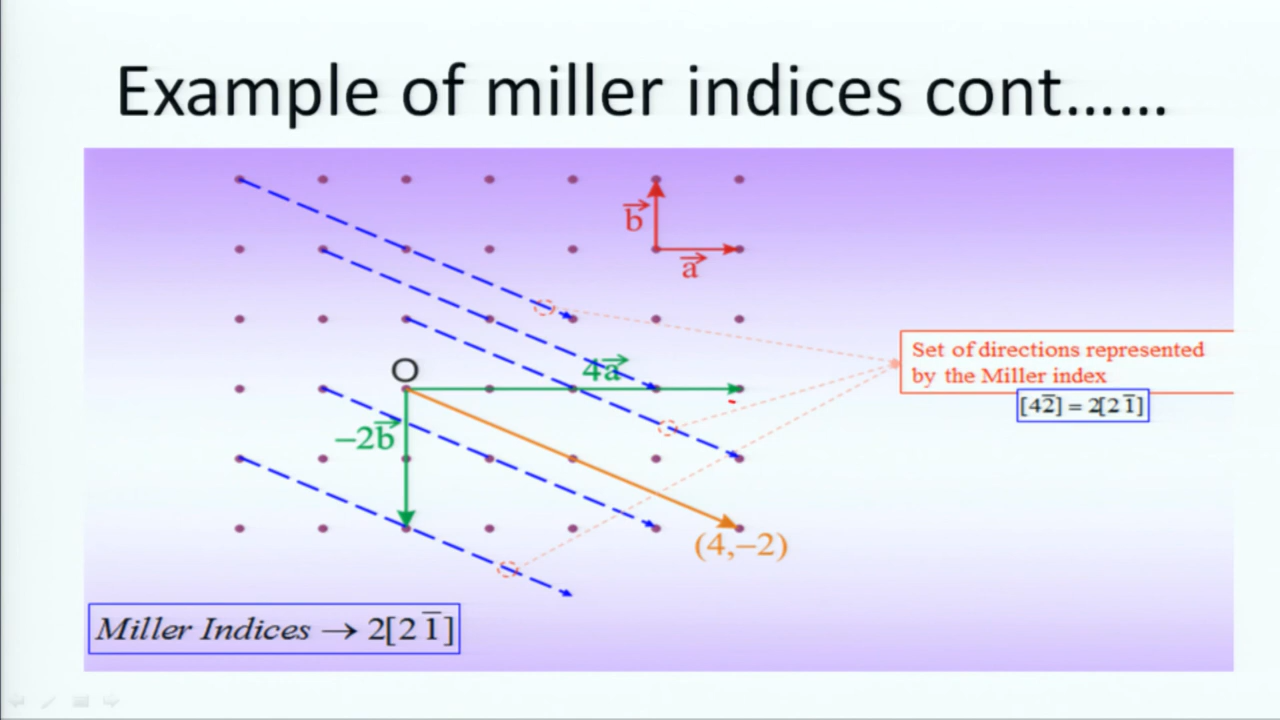 Example of miller indices cont......
b⃗
a⃗
O
4a⃗
−2b⃗
(4,−2)
Set of directions represented
by the Miller index
[42̅] = 2[2 1̅]
Miller Indices → 2[2 1̅]